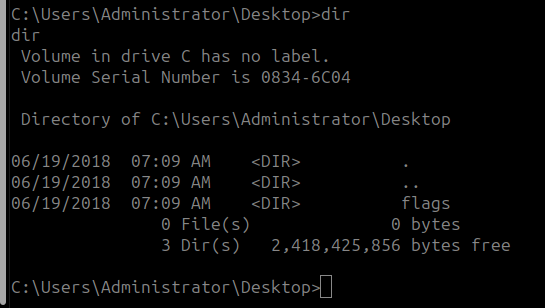 C:\Users\Administrator\Desktop>dir
dir
 Volume in drive C has no label.
 Volume Serial Number is 0834-6C04

 Directory of C:\Users\Administrator\Desktop

06/19/2018  07:09 AM    <DIR>          .
06/19/2018  07:09 AM    <DIR>          ..
06/19/2018  07:09 AM    <DIR>          flags
               0 File(s)              0 bytes
               3 Dir(s)   2,418,425,856 bytes free

C:\Users\Administrator\Desktop>